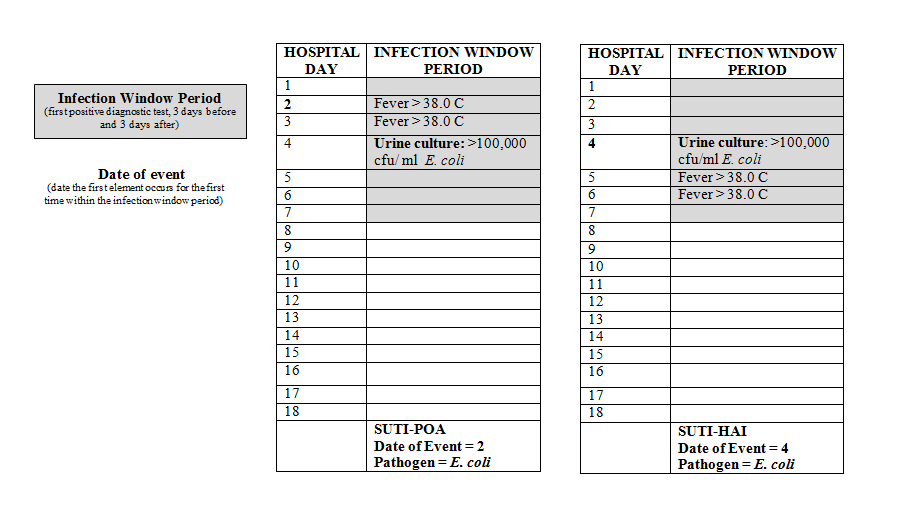 Infection Window Period
(first positive diagnostic test, 3 days before
and 3 days after)
Date of event
(date the first element occurs for the first
time within the infection window period)
HOSPITAL DAY INFECTION WINDOW PERIOD
1
2 Fever > 38.0 C
3 Fever > 38.0 C
4 Urine culture: >100,000
cfu/ ml E. coli
5
6
7
8
9
10
11
12
13
14
15
16
17
18
SUTI-POA
Date of Event = 2
Pathogen = E. coli
HOSPITAL DAY INFECTION WINDOW PERIOD
1
2
3
4 Urine culture: >100,000
cfu/ml E. coli
5 Fever > 38.0 C
6 Fever > 38.0 C
7
8
9
10
11
12
13
14
15
16
17
18
SUTI-HAI
Date of Event = 4
Pathogen = E. coli